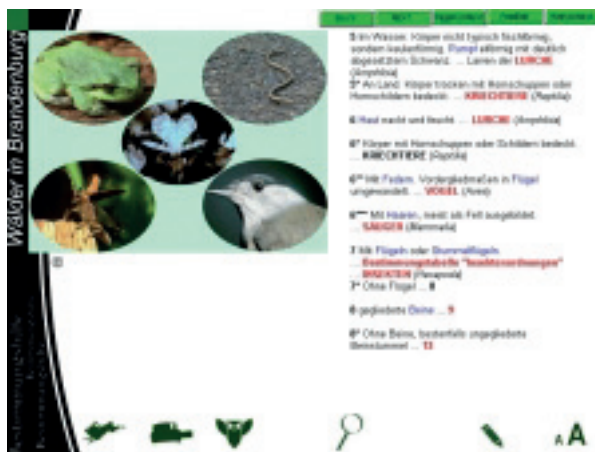 Wälder in Brandenburg
5 Im Wasser. Körper nicht typisch fischförmig,
sondern keulenförmig. Rumpf eiförmig mit deutlich
abgesetztem Schwanz. ... Larven der LURCHE
(Amphibia)
5* An Land. Körper trocken mit Hornschuppen oder
Hornschildern bedeckt. ... KRIECHTIERE (Reptilia)
6 Haut nackt und feucht. ... LURCHE (Amphibia)
6* Körper mit Hornschuppen oder Schildern bedeckt.
... KRIECHTIERE (Reptilia)
6** Mit Federn. Vordergliedmaßen in Flügel
umgewandelt. ... VÖGEL (Aves)
6*** Mit Haaren, meist als Fell ausgebildet.
... SÄUGER (Mammalia)
7 Mit Flügeln oder Stummelflügeln.
... Bestimmungstabelle "Insektenordnungen"
... INSEKTEN (Hexapoda)
7* Ohne Flügel ... 8
8 gegliederte Beine ... 9
8* Ohne Beine, bestenfalls ungegliederte
Beinstummel ... 13
A A